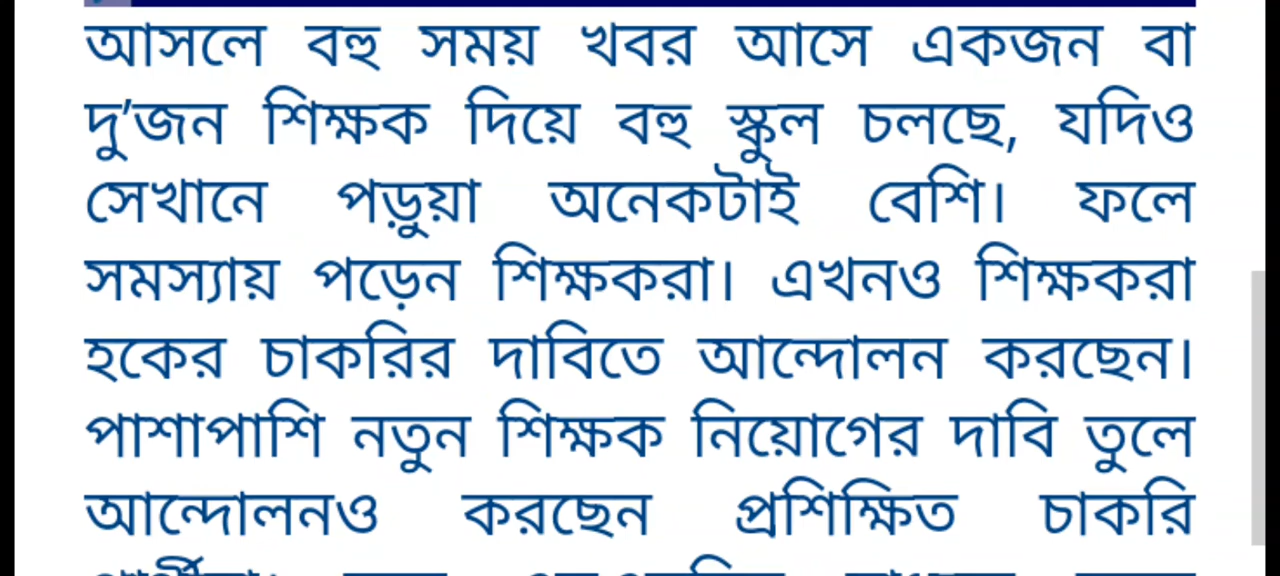 আসলে বহু সময় খবর আসে একজন বা
দু’জন শিক্ষক দিয়ে বহু স্কুল চলছে, যদিও
সেখানে পড়ুয়া অনেকটাই বেশি। ফলে
সমস্যায় পড়েন শিক্ষকরা। এখনও শিক্ষকরা
হকের চাকরির দাবিতে আন্দোলন করছেন।
পাশাপাশি নতুন শিক্ষক নিয়োগের দাবি তুলে
আন্দোলনও করছেন প্রশিক্ষিত চাকরি